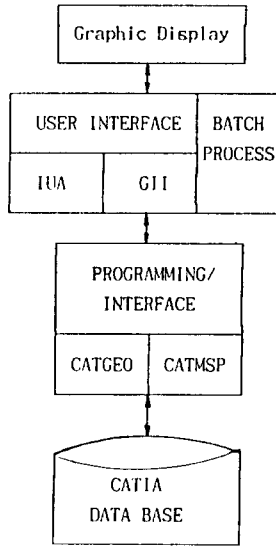 Graphic Display
USER INTERFACE
BATCH
PROCESS
IUA
GII
PROGRAMMING/
INTERFACE
CATGEO
CATMSP
CATIA
DATA BASE